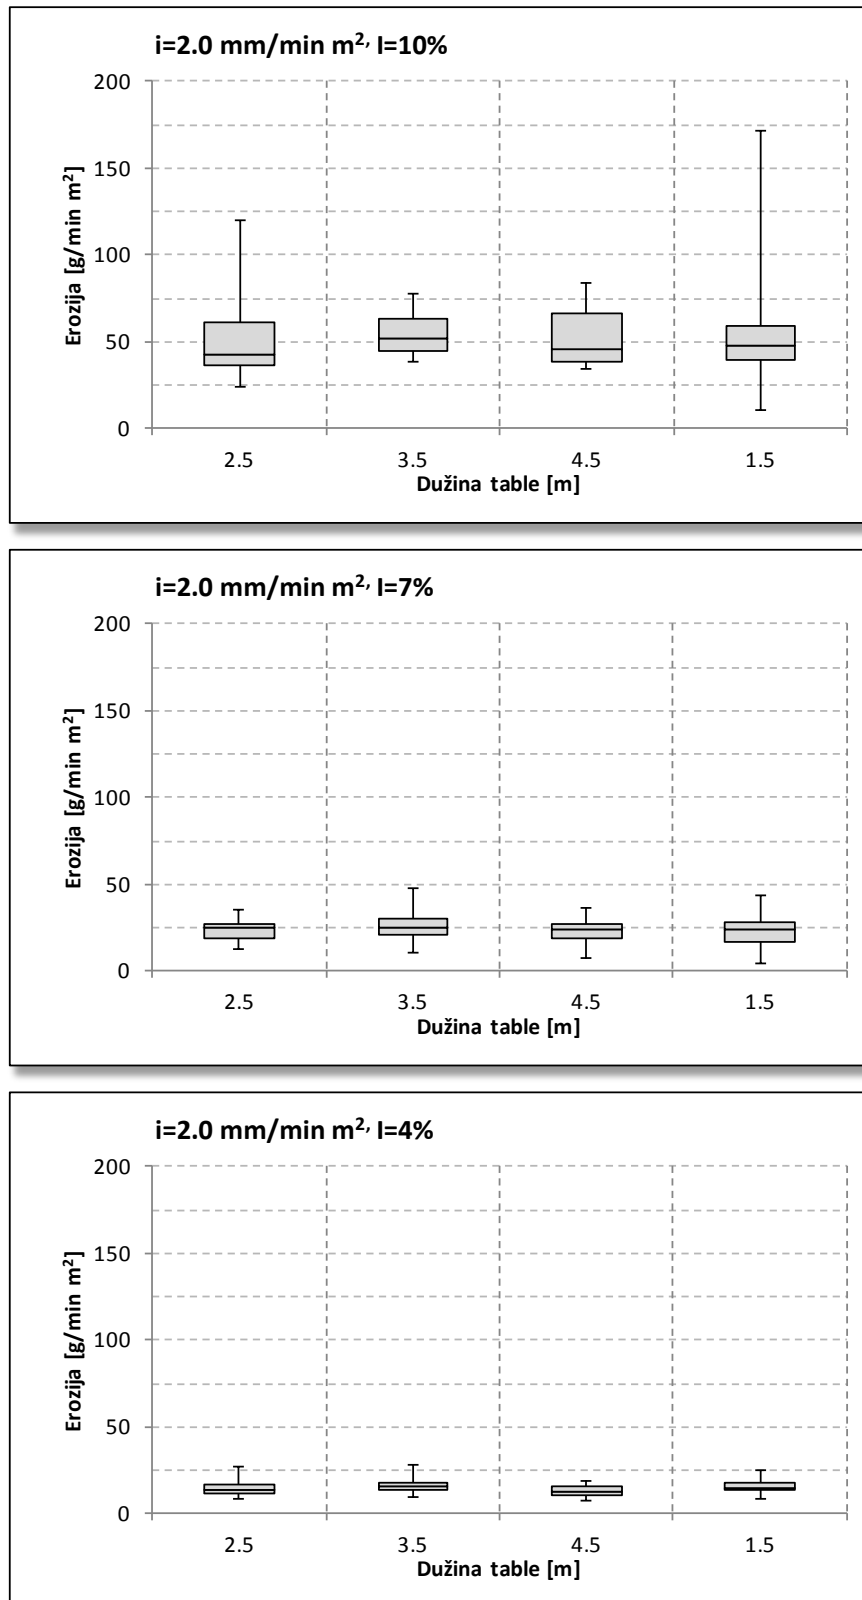 i=2.0 mm/min m², I=10%
200
150
100
50
0
Erozija [g/min m²]
2.5 3.5 4.5 1.5
Dužina table [m]
i=2.0 mm/min m², I=7%
200
150
100
50
0
Erozija [g/min m²]
2.5 3.5 4.5 1.5
Dužina table [m]
i=2.0 mm/min m², I=4%
200
150
100
50
0
Erozija [g/min m²]
2.5 3.5 4.5 1.5
Dužina table [m]